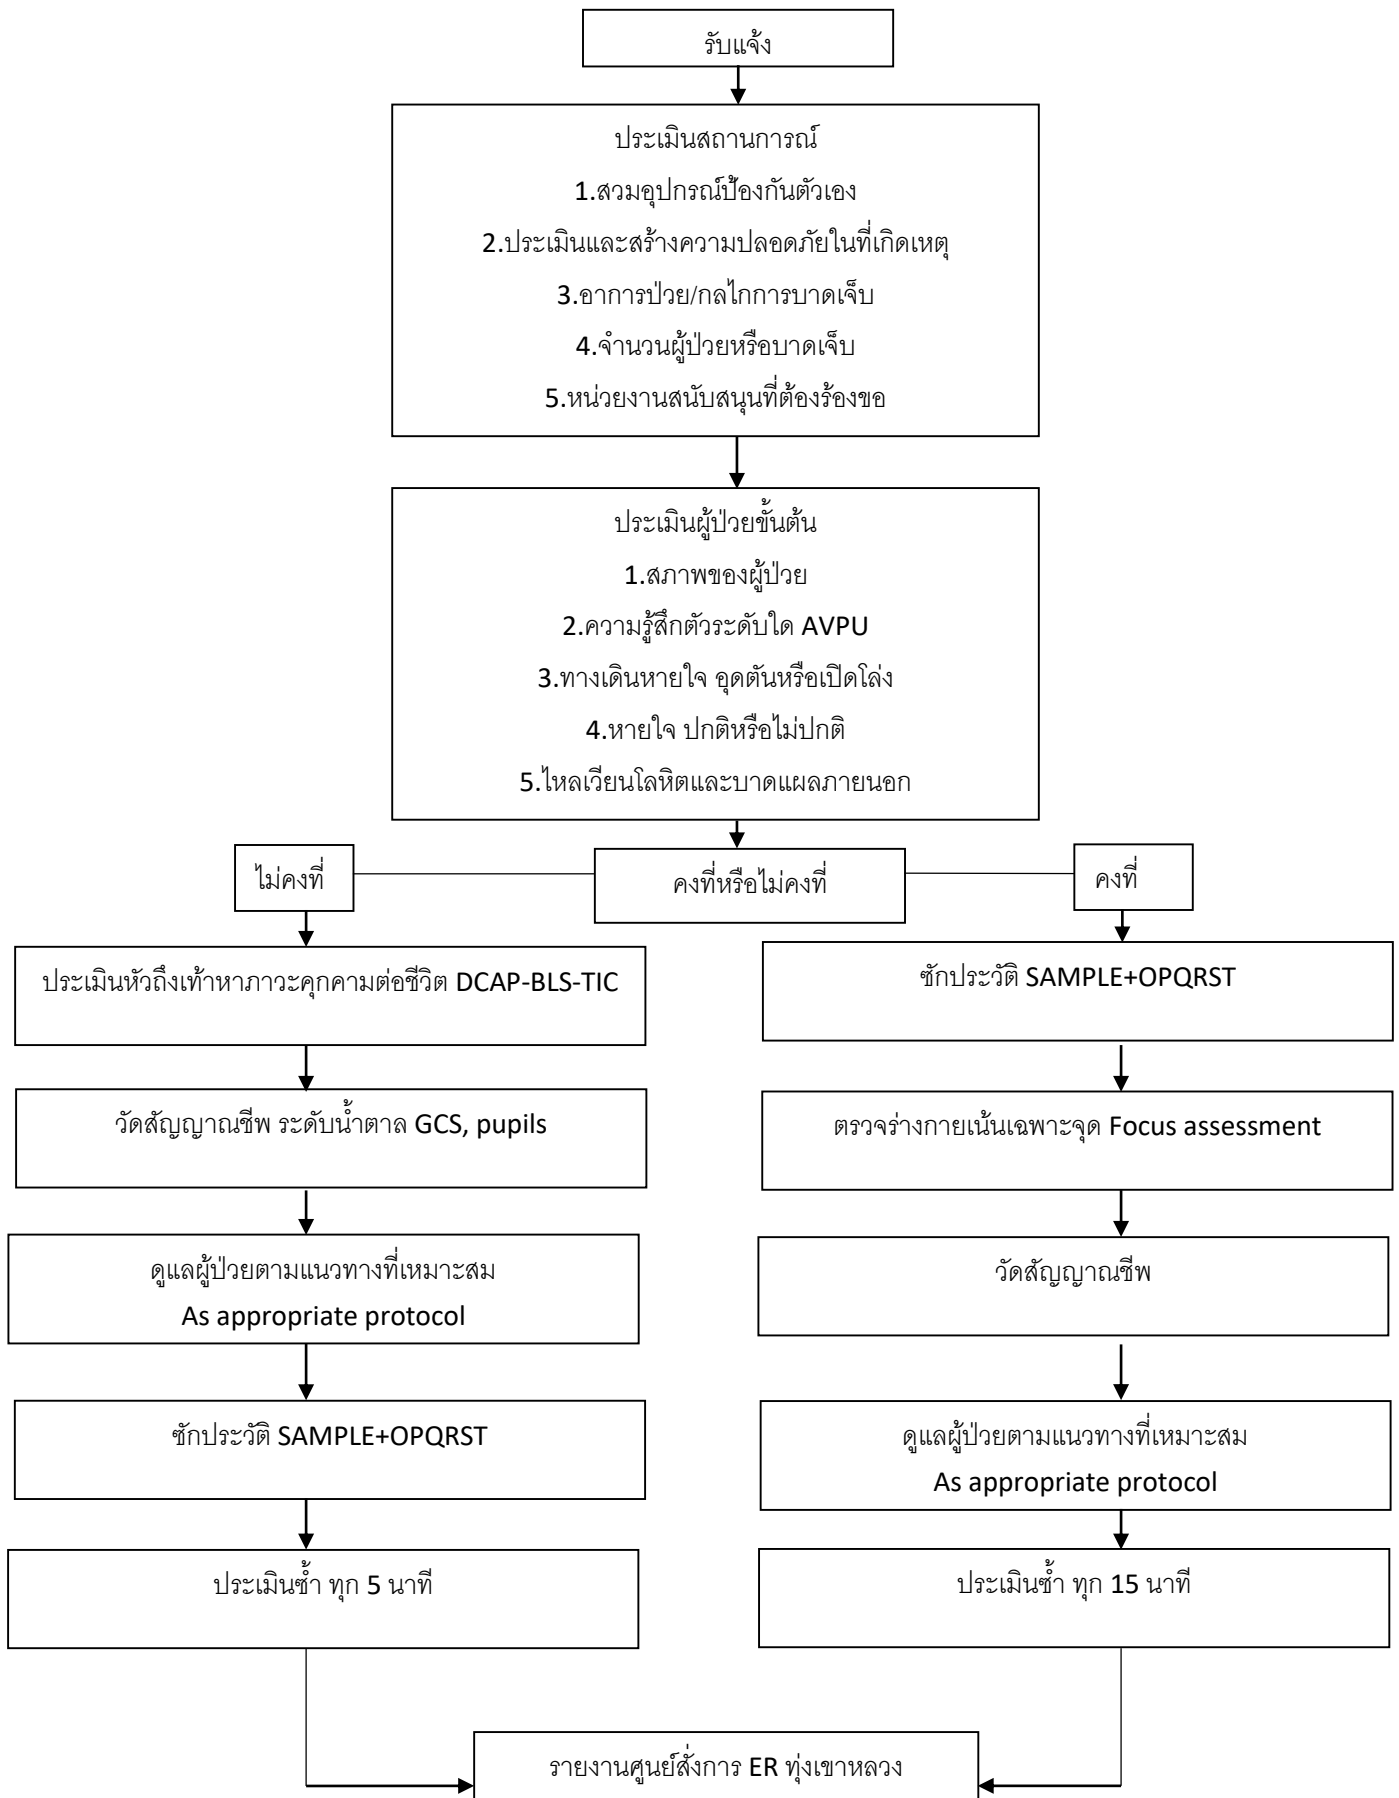 รับแจ้ง
ประเมินสถานการณ์
1.สวมอุปกรณ์ป้องกันตัวเอง
2.ประเมินและสร้างความปลอดภัยในที่เกิดเหตุ
3.อาการป่วย/กลไกการบาดเจ็บ
4.จำนวนผู้ป่วยหรือบาดเจ็บ
5.หน่วยงานสนับสนุนที่ต้องร้องขอ
ประเมินผู้ป่วยขั้นต้น
1.สภาพของผู้ป่วย
2.ความรู้สึกตัวระดับใด AVPU
3.ทางเดินหายใจ อุดตันหรือเปิดโล่ง
4.หายใจ ปกติหรือไม่ปกติ
5.ไหลเวียนโลหิตและบาดแผลภายนอก
คงที่หรือไม่คงที่
ไม่คงที่
ประเมินหัวถึงเท้าหาภาวะคุกคามต่อชีวิต DCAP-BLS-TIC
วัดสัญญาณชีพ ระดับน้ำตาล GCS, pupils
ดูแลผู้ป่วยตามแนวทางที่เหมาะสม
As appropriate protocol
ซักประวัติ SAMPLE+OPQRST
ประเมินซ้ำ ทุก 5 นาที
คงที่
ซักประวัติ SAMPLE+OPQRST
ตรวจร่างกายเน้นเฉพาะจุด Focus assessment
วัดสัญญาณชีพ
ดูแลผู้ป่วยตามแนวทางที่เหมาะสม
As appropriate protocol
ประเมินซ้ำ ทุก 15 นาที
รายงานศูนย์สั่งการ ER ทุ่งเขาหลวง